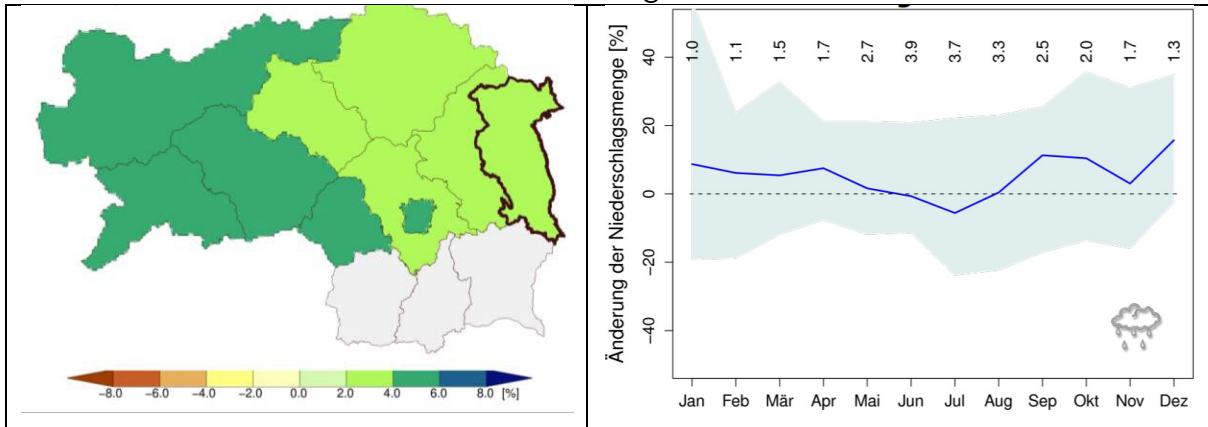 -8.0 -6.0 -4.0 -2.0 0.0 2.0 4.0 6.0 8.0 [%]
Änderung der Niederschlagsmenge [%]
40
20
0
-20
-40
1.0 1.1 1.5 1.7 2.7 3.9 3.7 3.3 2.5 2.0 1.7 1.3
Jan Feb Mär Apr Mai Jun Jul Aug Sep Okt Nov Dez